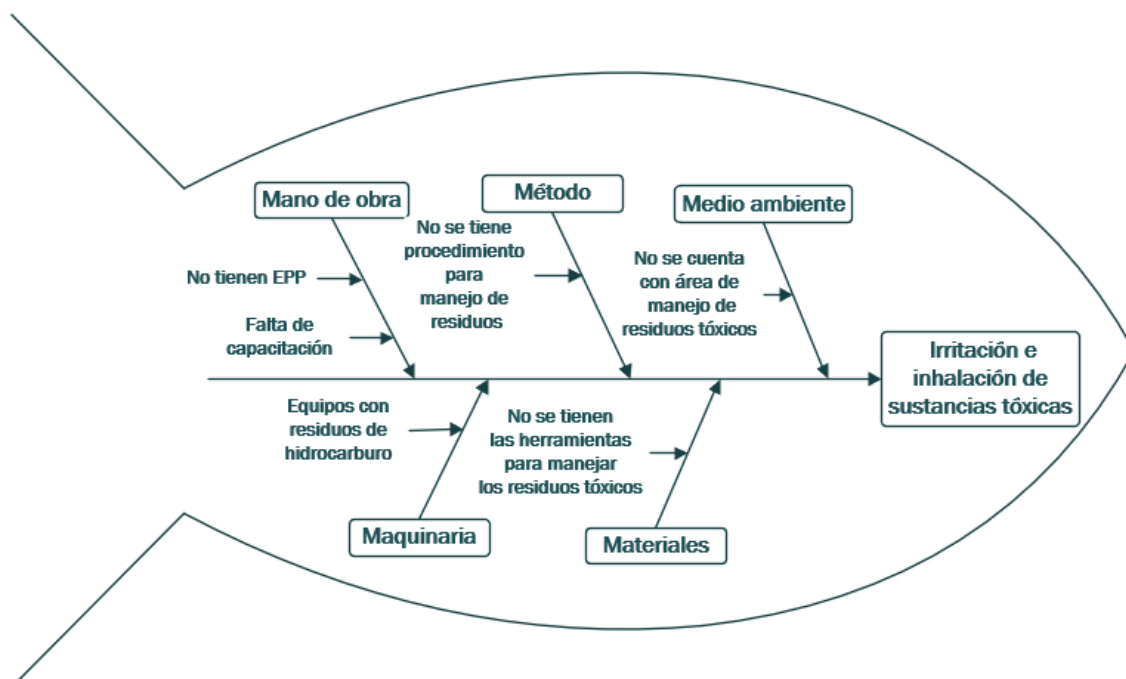 Mano de obra
No tienen EPP
Falta de
capacitación
Método
No se tiene
procedimiento
para
manejo de
residuos
Medio ambiente
No se cuenta
con área de
manejo de
residuos tóxicos
Irritación e
inhalación de
sustancias tóxicas
Equipos con
residuos de
hidrocarburo
Maquinaria
No se tienen
las herramientas
para manejar
los residuos tóxicos
Materiales